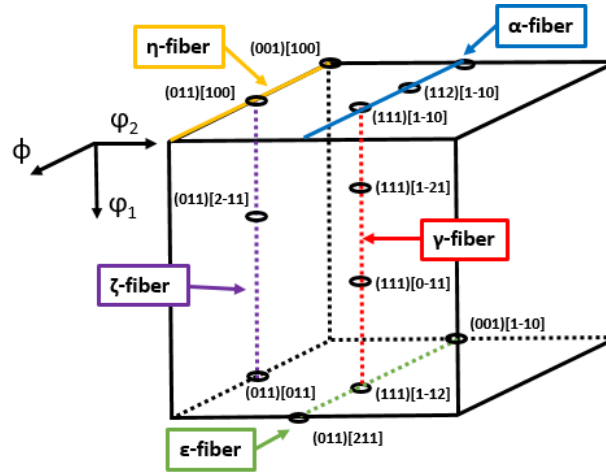 η-fiber
α-fiber
(001)[100]
(011)[100]
(112)[1-10]
(111)[1-10]
φ2
ϕ
φ1
(011)[2-11]
(111)[1-21]
γ-fiber
ζ-fiber
(111)[0-11]
(001)[1-10]
(011)[011]
(111)[1-12]
ε-fiber
(011)[211]